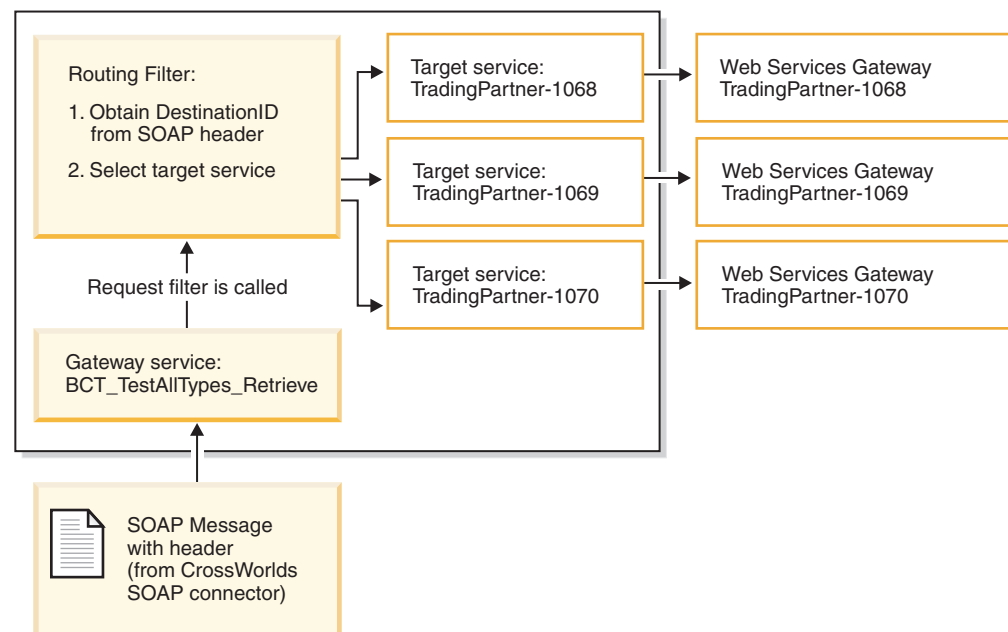 Routing Filter:
1. Obtain DestinationID
from SOAP header
2. Select target service
Target service:
TradingPartner-1068
Web Services Gateway
TradingPartner-1068
Target service:
TradingPartner-1069
Web Services Gateway
TradingPartner-1069
Target service:
TradingPartner-1070
Web Services Gateway
TradingPartner-1070
Request filter is called
Gateway service:
BCT_TestAllTypes_Retrieve
SOAP Message
with header
(from CrossWorlds
SOAP connector)